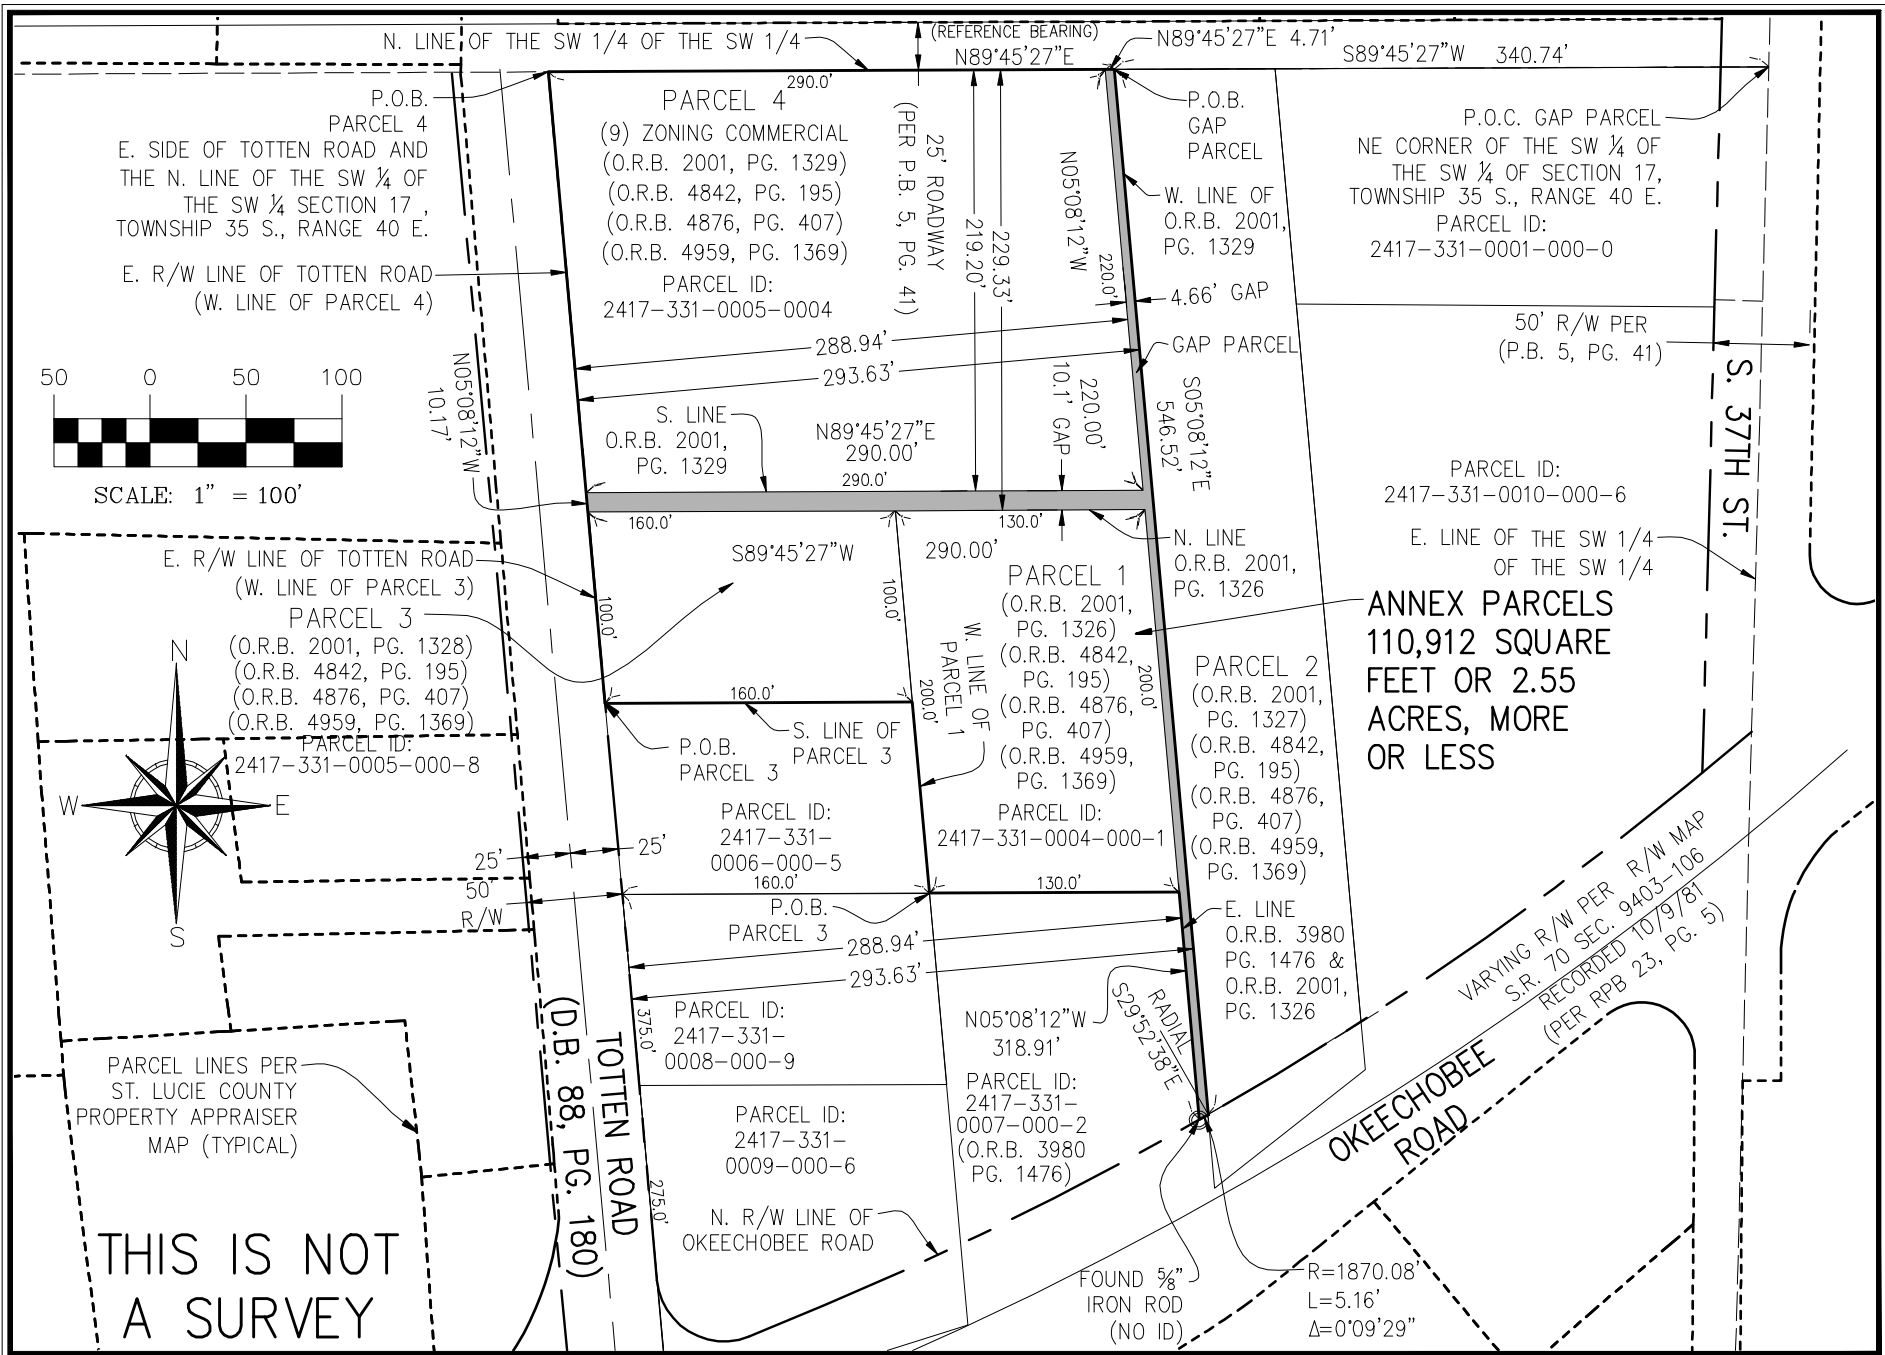 N. LINE OF THE SW 1/4 OF THE SW 1/4
(REFERENCE BEARING)
N89°45'27"E
N89°45'27"E 4.71'
S89°45'27"W 340.74'
290.0'
P.O.B.
PARCEL 4
E. SIDE OF TOTTEN ROAD AND
THE N. LINE OF THE SW ¼ OF
THE SW ¼ SECTION 17 ,
TOWNSHIP 35 S., RANGE 40 E.
E. R/W LINE OF TOTTEN ROAD
(W. LINE OF PARCEL 4)
PARCEL 4
(9) ZONING COMMERCIAL
(O.R.B. 2001, PG. 1329)
(O.R.B. 4842, PG. 195)
(O.R.B. 4876, PG. 407)
(O.R.B. 4959, PG. 1369)
PARCEL ID:
2417-331-0005-0004
25' ROADWAY
(PER P.B. 5, PG. 41)
219.20'
229.33'
N05°08'12"W
220.0'
P.O.B.
GAP
PARCEL
W. LINE OF
O.R.B. 2001,
PG. 1329
4.66' GAP
GAP PARCEL
P.O.C. GAP PARCEL
NE CORNER OF THE SW ¼ OF
THE SW ¼ OF SECTION 17,
TOWNSHIP 35 S., RANGE 40 E.
PARCEL ID:
2417-331-0001-000-0
50' R/W PER
(P.B. 5, PG. 41)
S. 37TH ST.
288.94'
293.63'
50 0 50 100
SCALE: 1" = 100'
N05°08'12"W
10.17'
S. LINE
O.R.B. 2001,
PG. 1329
N89°45'27"E
290.00'
290.0'
220.00'
10.1' GAP
S05°08'12"E
546.52'
PARCEL ID:
2417-331-0010-000-6
E. LINE OF THE SW 1/4
OF THE SW 1/4
160.0'
130.0'
S89°45'27"W
290.00'
N. LINE
O.R.B. 2001,
PG. 1326
E. R/W LINE OF TOTTEN ROAD
(W. LINE OF PARCEL 3)
PARCEL 3
(O.R.B. 2001, PG. 1328)
(O.R.B. 4842, PG. 195)
(O.R.B. 4876, PG. 407)
(O.R.B. 4959, PG. 1369)
PARCEL ID:
2417-331-0005-000-8
100.0'
100.0'
PARCEL 1
(O.R.B. 2001,
PG. 1326)
(O.R.B. 4842,
PG. 195)
(O.R.B. 4876,
PG. 407)
(O.R.B. 4959,
PG. 1369)
PARCEL ID:
2417-331-0004-000-1
W. LINE OF
PARCEL 1
200.0'
200.0'
ANNEX PARCELS
110,912 SQUARE
FEET OR 2.55
ACRES, MORE
OR LESS
PARCEL 2
(O.R.B. 2001,
PG. 1327)
(O.R.B. 4842,
PG. 195)
(O.R.B. 4876,
PG. 407)
(O.R.B. 4959,
PG. 1369)
160.0'
P.O.B.
PARCEL 3
S. LINE OF
PARCEL 3
PARCEL ID:
2417-331-
0006-000-5
N
W E
S
25'
25'
50'
R/W
160.0'
130.0'
P.O.B.
PARCEL 3
288.94'
293.63'
E. LINE
O.R.B. 3980
PG. 1476 &
O.R.B. 2001,
PG. 1326
PARCEL ID:
2417-331-
0008-000-9
375.0'
N05°08'12"W
318.91'
RADIAL
S29°52'38"E
PARCEL ID:
2417-331-
0007-000-2
(O.R.B. 3980
PG. 1476)
VARYING R/W PER R/W MAP
S.R. 70 SEC. 9403-106
RECORDED 10/9/81
(PER RPB 23, PG. 5)
OKEECHOBEE
ROAD
PARCEL LINES PER
ST. LUCIE COUNTY
PROPERTY APPRAISER
MAP (TYPICAL)
TOTTEN ROAD
(D.B. 88, PG. 180)
PARCEL ID:
2417-331-
0009-000-6
275.0'
N. R/W LINE OF
OKEECHOBEE ROAD
FOUND ⅝"
IRON ROD
(NO ID)
R=1870.08'
L=5.16'
Δ=0°09'29"
THIS IS NOT
A SURVEY